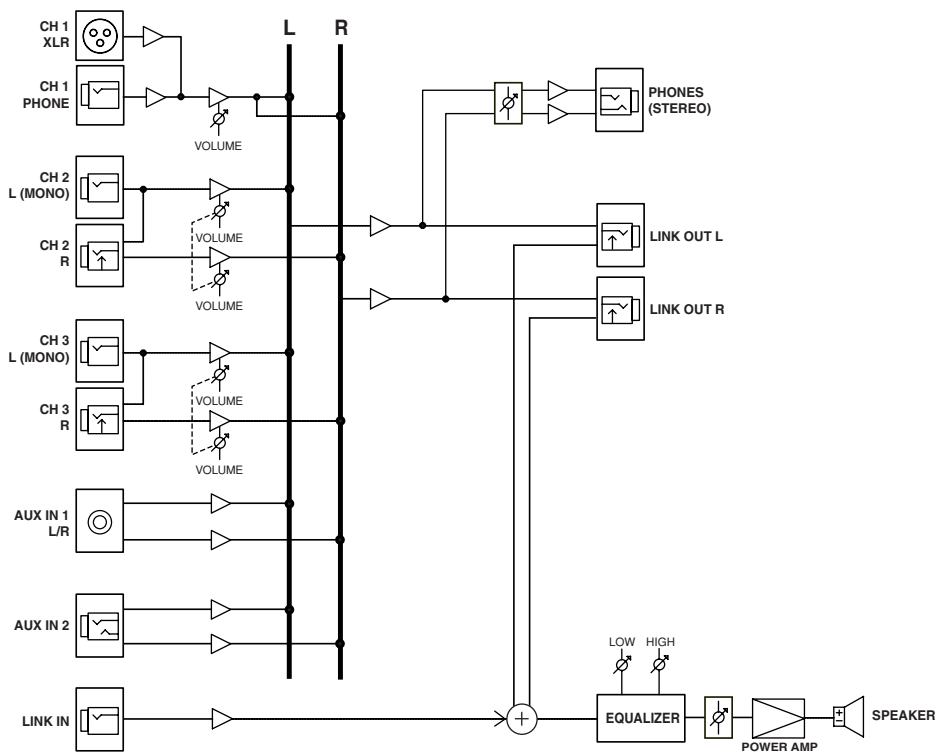 L R
CH 1
XLR
CH 1
PHONE
VOLUME
CH 2
L (MONO)
VOLUME
CH 2
R
VOLUME
CH 3
L (MONO)
VOLUME
CH 3
R
VOLUME
AUX IN 1
L/R
AUX IN 2
LINK IN
PHONES
(STEREO)
LINK OUT L
LINK OUT R
LOW HIGH
EQUALIZER
POWER AMP
+
-
SPEAKER